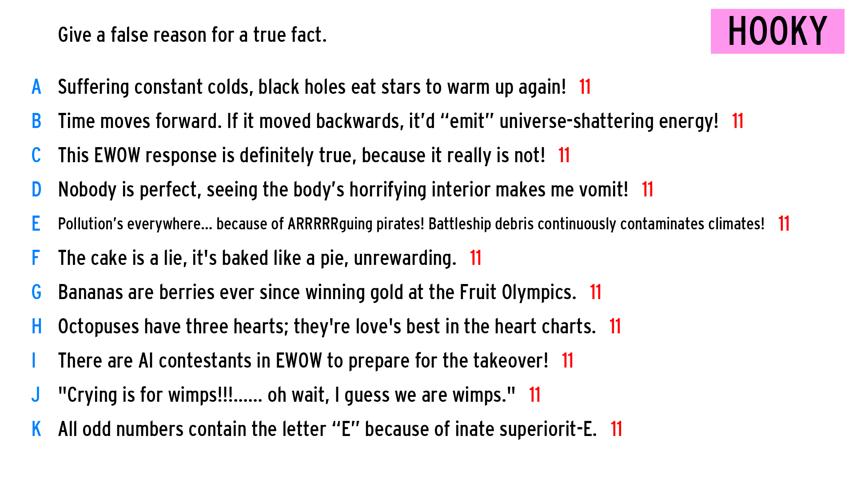 Give a false reason for a true fact.
HOOKY
A Suffering constant colds, black holes eat stars to warm up again! 11
B Time moves forward. If it moved backwards, it’d “emit” universe-shattering energy! 11
C This EWOW response is definitely true, because it really is not! 11
D Nobody is perfect, seeing the body’s horrifying interior makes me vomit! 11
E Pollution’s everywhere... because of ARRRRRguing pirates! Battleship debris continuously contaminates climates! 11
F The cake is a lie, it's baked like a pie, unrewarding. 11
G Bananas are berries ever since winning gold at the Fruit Olympics. 11
H Octopuses have three hearts; they're love's best in the heart charts. 11
I There are AI contestants in EWOW to prepare for the takeover! 11
J "Crying is for wimps!!!...... oh wait, I guess we are wimps." 11
K All odd numbers contain the letter “E” because of inate superiorit-E. 11